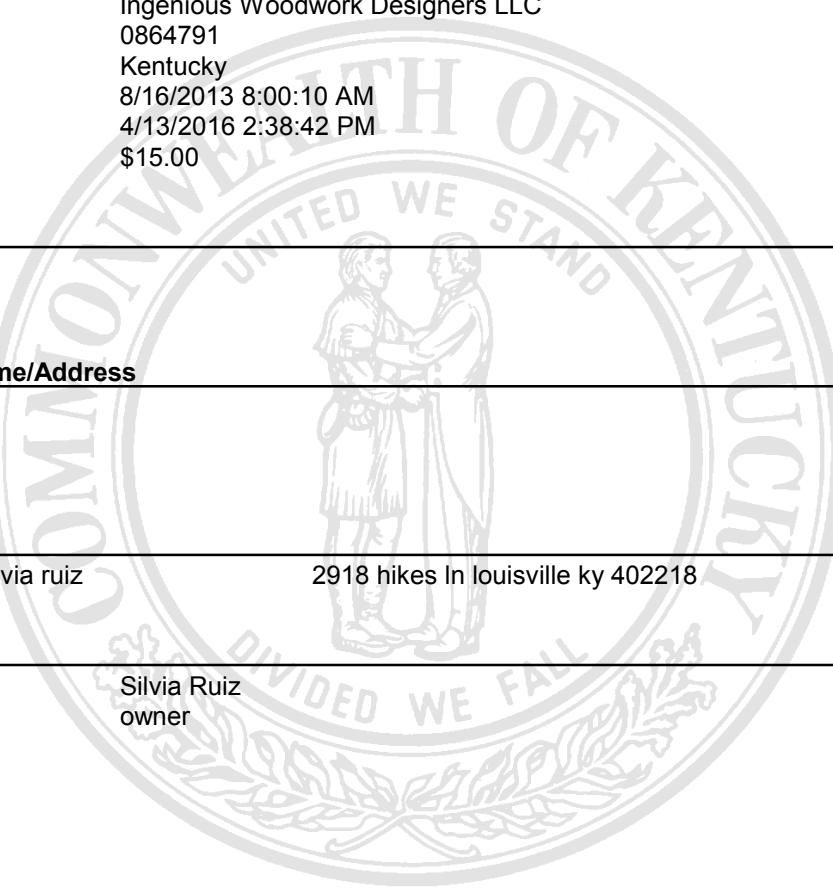 Ingenious Woodwork Designers LLC
0864791
Kentucky
8/16/2013 8:00:10 AM
4/13/2016 2:38:42 PM
$15.00
me/Address
via ruiz 2918 hikes ln louisville ky 402218
Silvia Ruiz
owner
COMMONWEALTH OF KENTUCKY
UNITED WE STAND
DIVIDED WE FALL